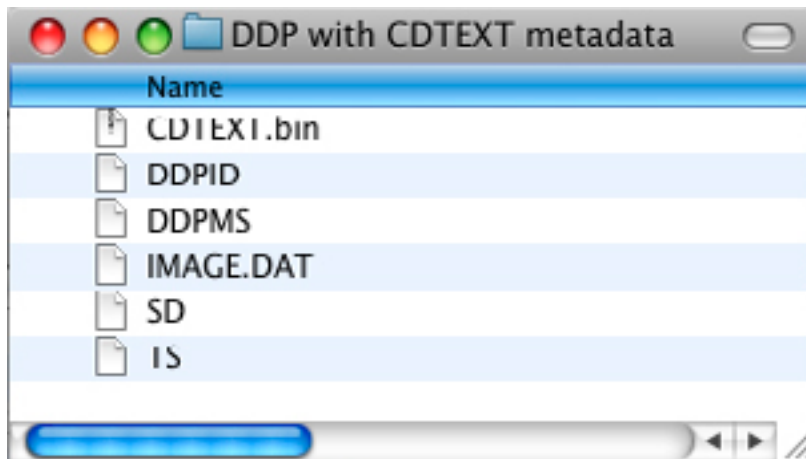 DDP with CDTEXT metadata
Name
CDTEXT.bin
DDPID
DDPMS
IMAGE.DAT
SD
TS